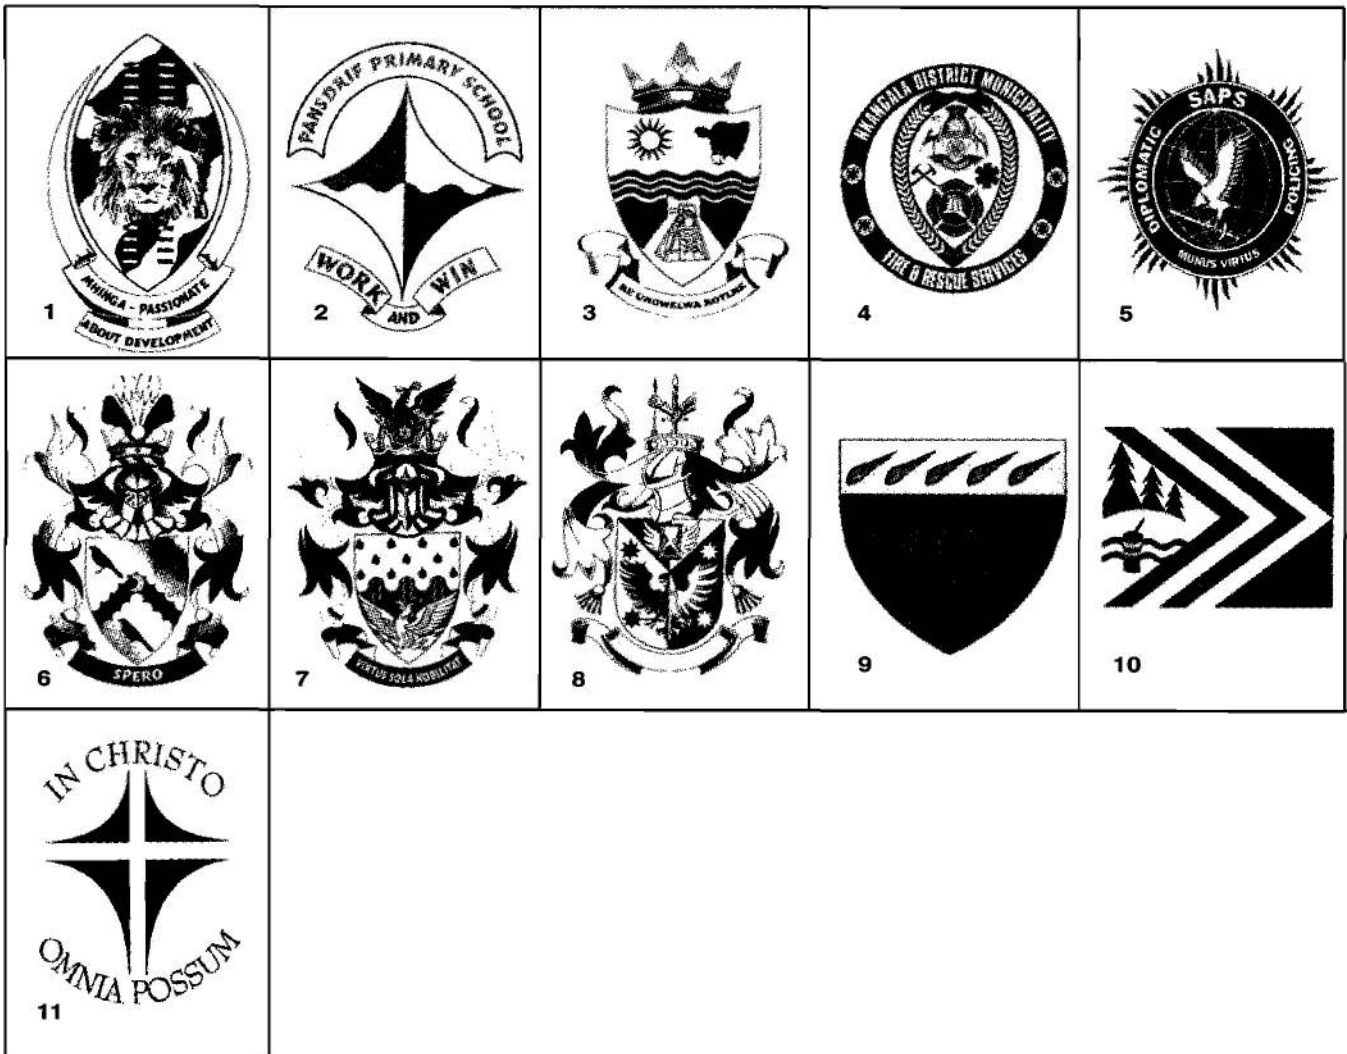 MHINGA - PASSIONATE
ABOUT DEVELOPMENT
1
PANSDRIF PRIMARY SCHOOL
WORK AND WIN
2
3
NKANGALA DISTRICT MUNICIPALITY
FIRE & RESCUE SERVICES
4
SAPS
DIPLOMATIC
POLICING
MUNUS VIRTUS
5
SPERO
6
VIRTUS SOLA NOBILITAT
7
8
9
10
IN CHRISTO
OMNIA POSSUM
11